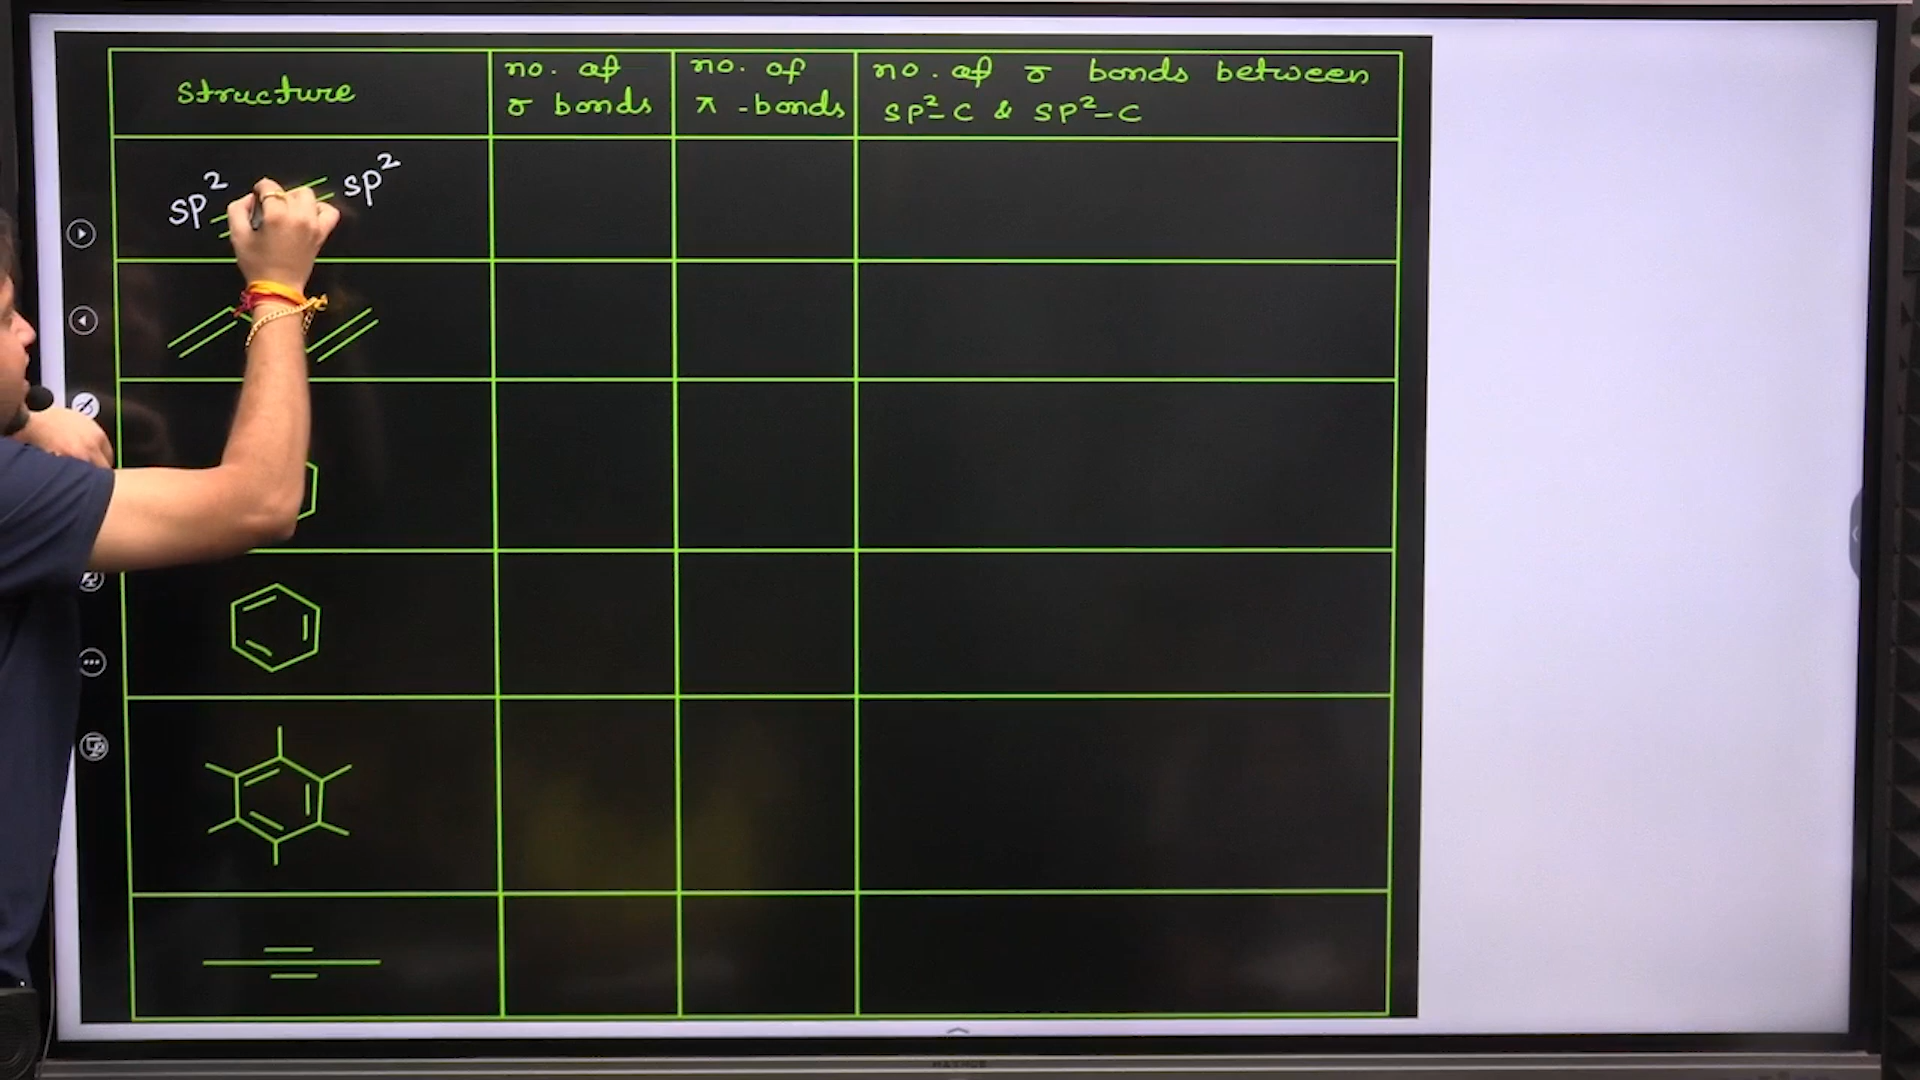 structure
no. of
σ bonds
no. of
π - bonds
no. of σ bonds between
sp²-C & sp²-C
sp²
sp²